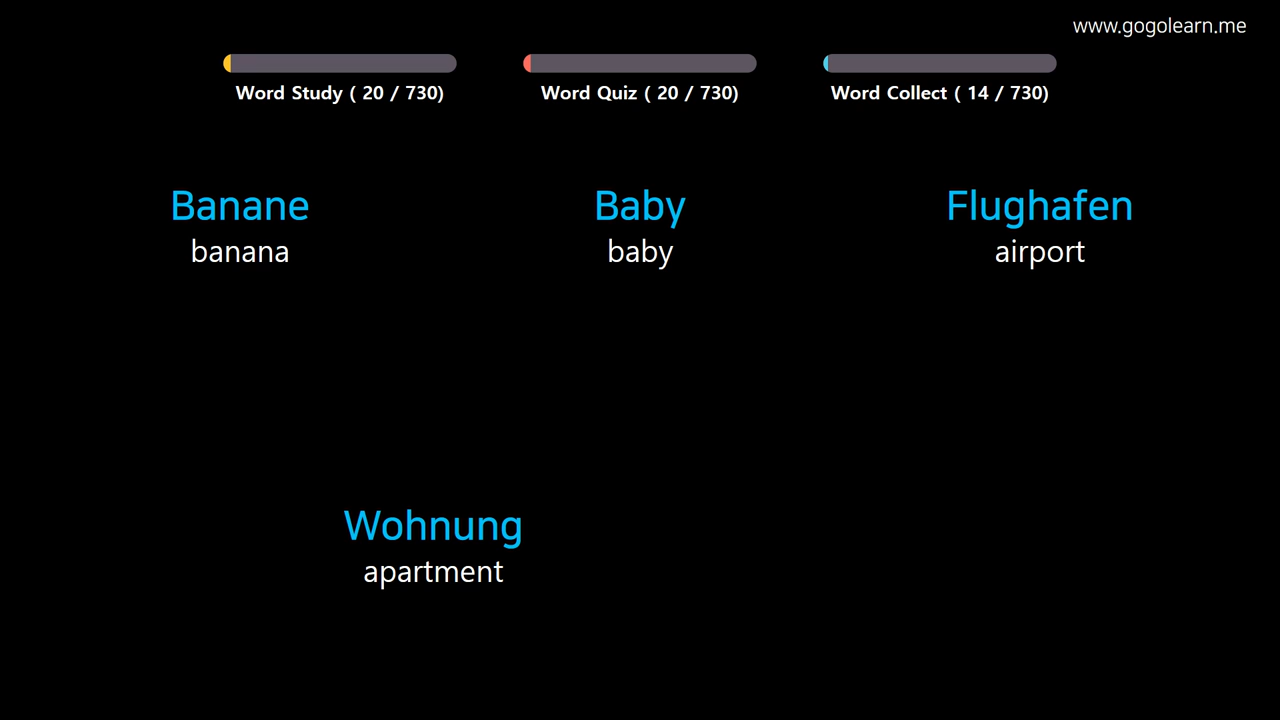 www.gogolearn.me
Word Study ( 20 / 730)
Word Quiz ( 20 / 730)
Word Collect ( 14 / 730)
Banane
banana
Baby
baby
Flughafen
airport
Wohnung
apartment